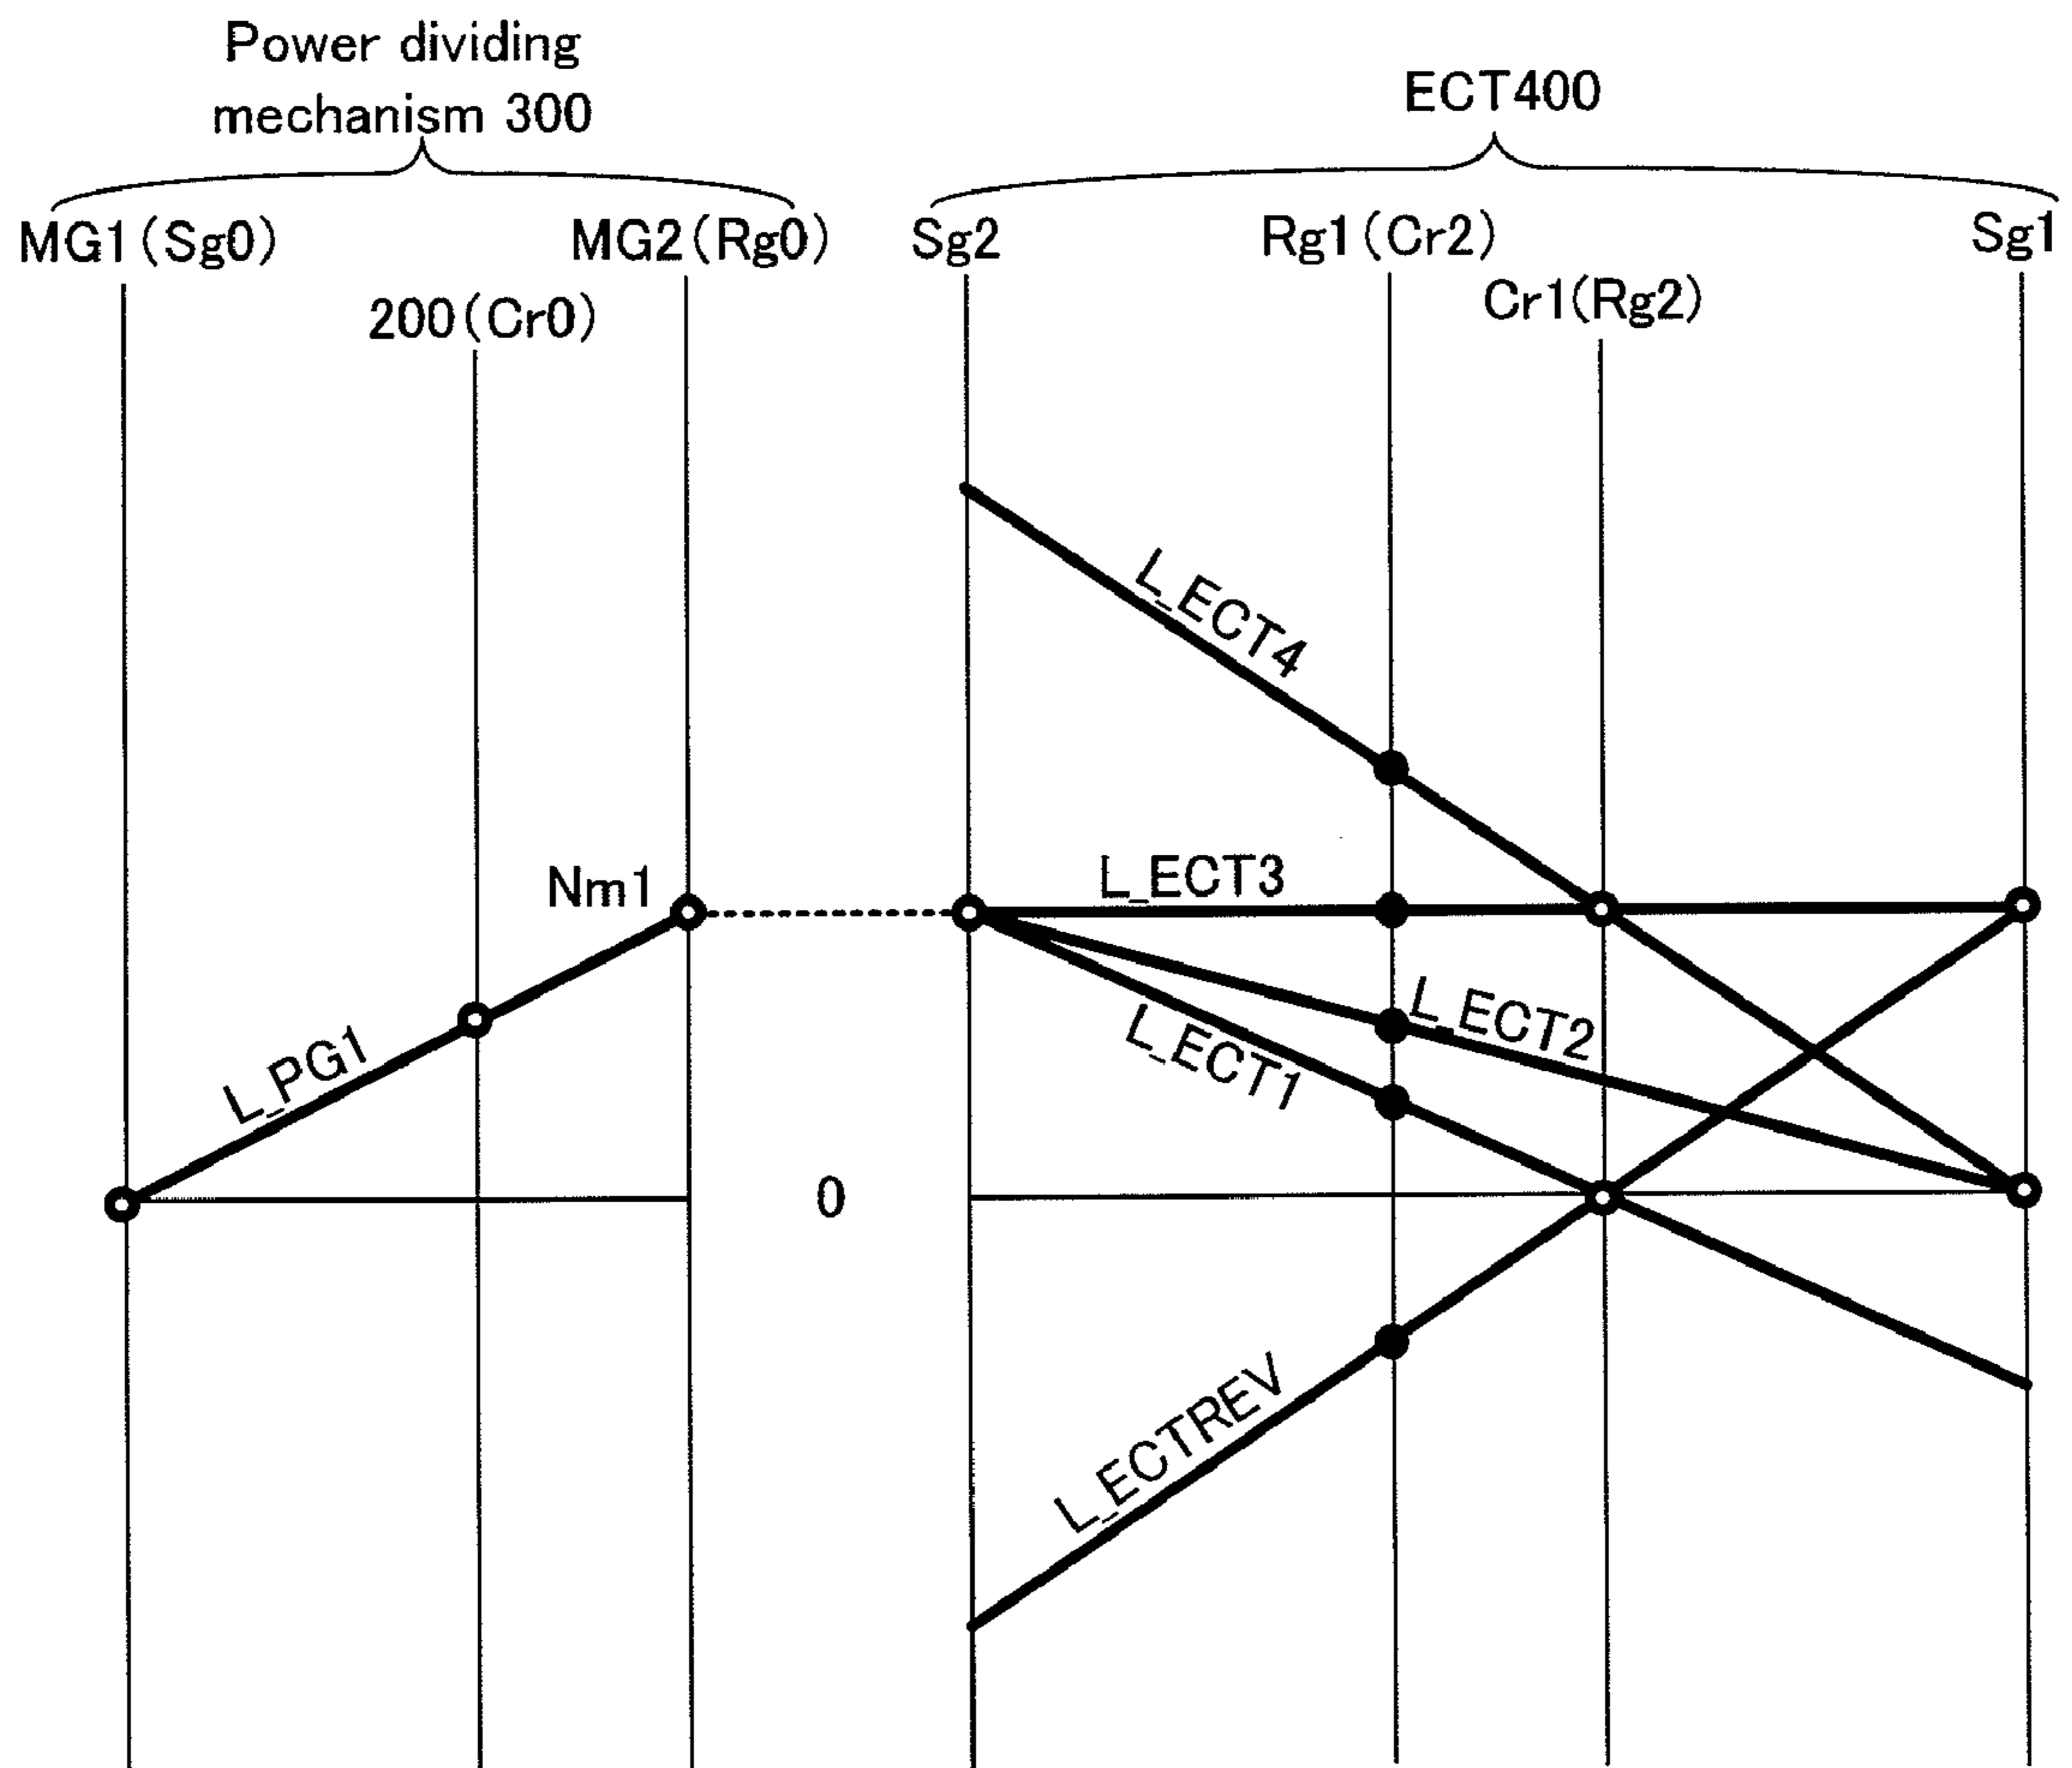 Power dividing
mechanism 300
ECT400
MG1(Sg0)
200(Cr0)
MG2(Rg0)
Sg2
Rg1(Cr2)
Cr1(Rg2)
Sg1
L_ECT4
Nm1
L_ECT3
L_PG1
L_ECT2
L_ECT1
0
L_ECTREV